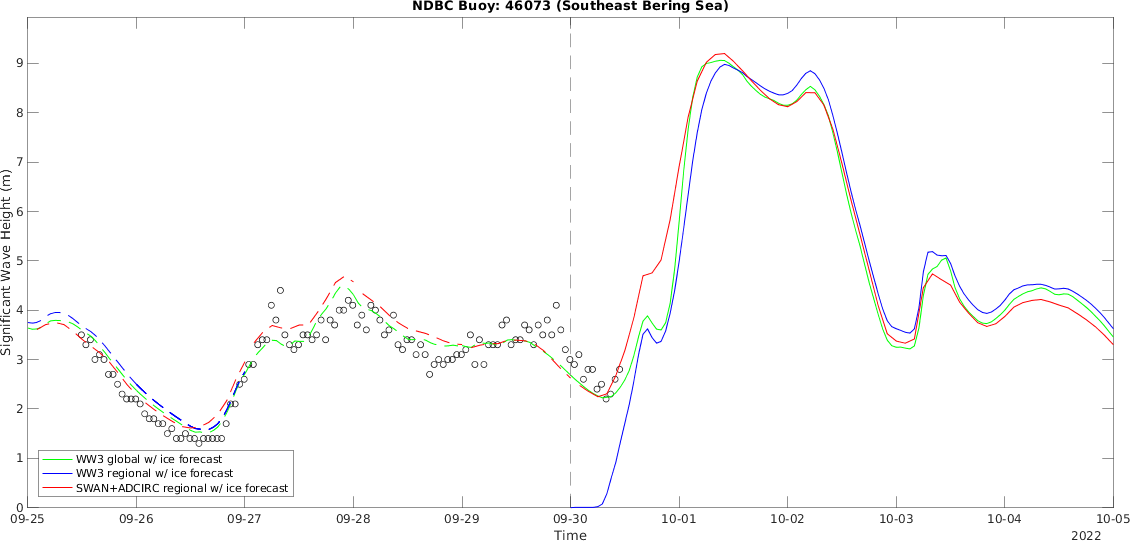 NDBC Buoy: 46073 (Southeast Bering Sea)
Significant Wave Height (m)
9
8
7
6
5
4
3
2
1
0
WW3 global w/ ice forecast
WW3 regional w/ ice forecast
SWAN+ADCIRC regional w/ ice forecast
09-25 09-26 09-27 09-28 09-29 09-30 10-01 10-02 10-03 10-04 10-05
Time
2022